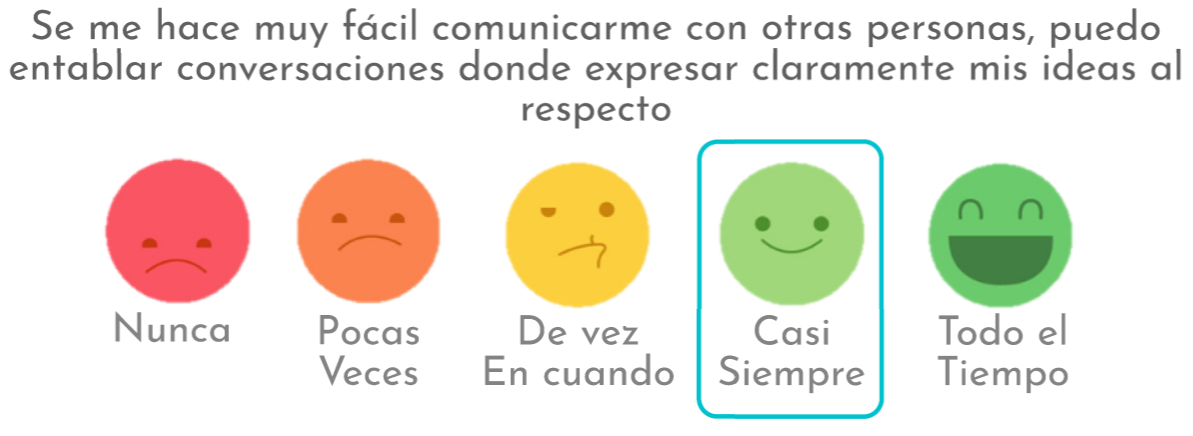 Se me hace muy fácil comunicarme con otras personas, puedo
entablar conversaciones donde expresar claramente mis ideas al
respecto
Nunca
Pocas
Veces
De vez
En cuando
Casi
Siempre
Todo el
Tiempo